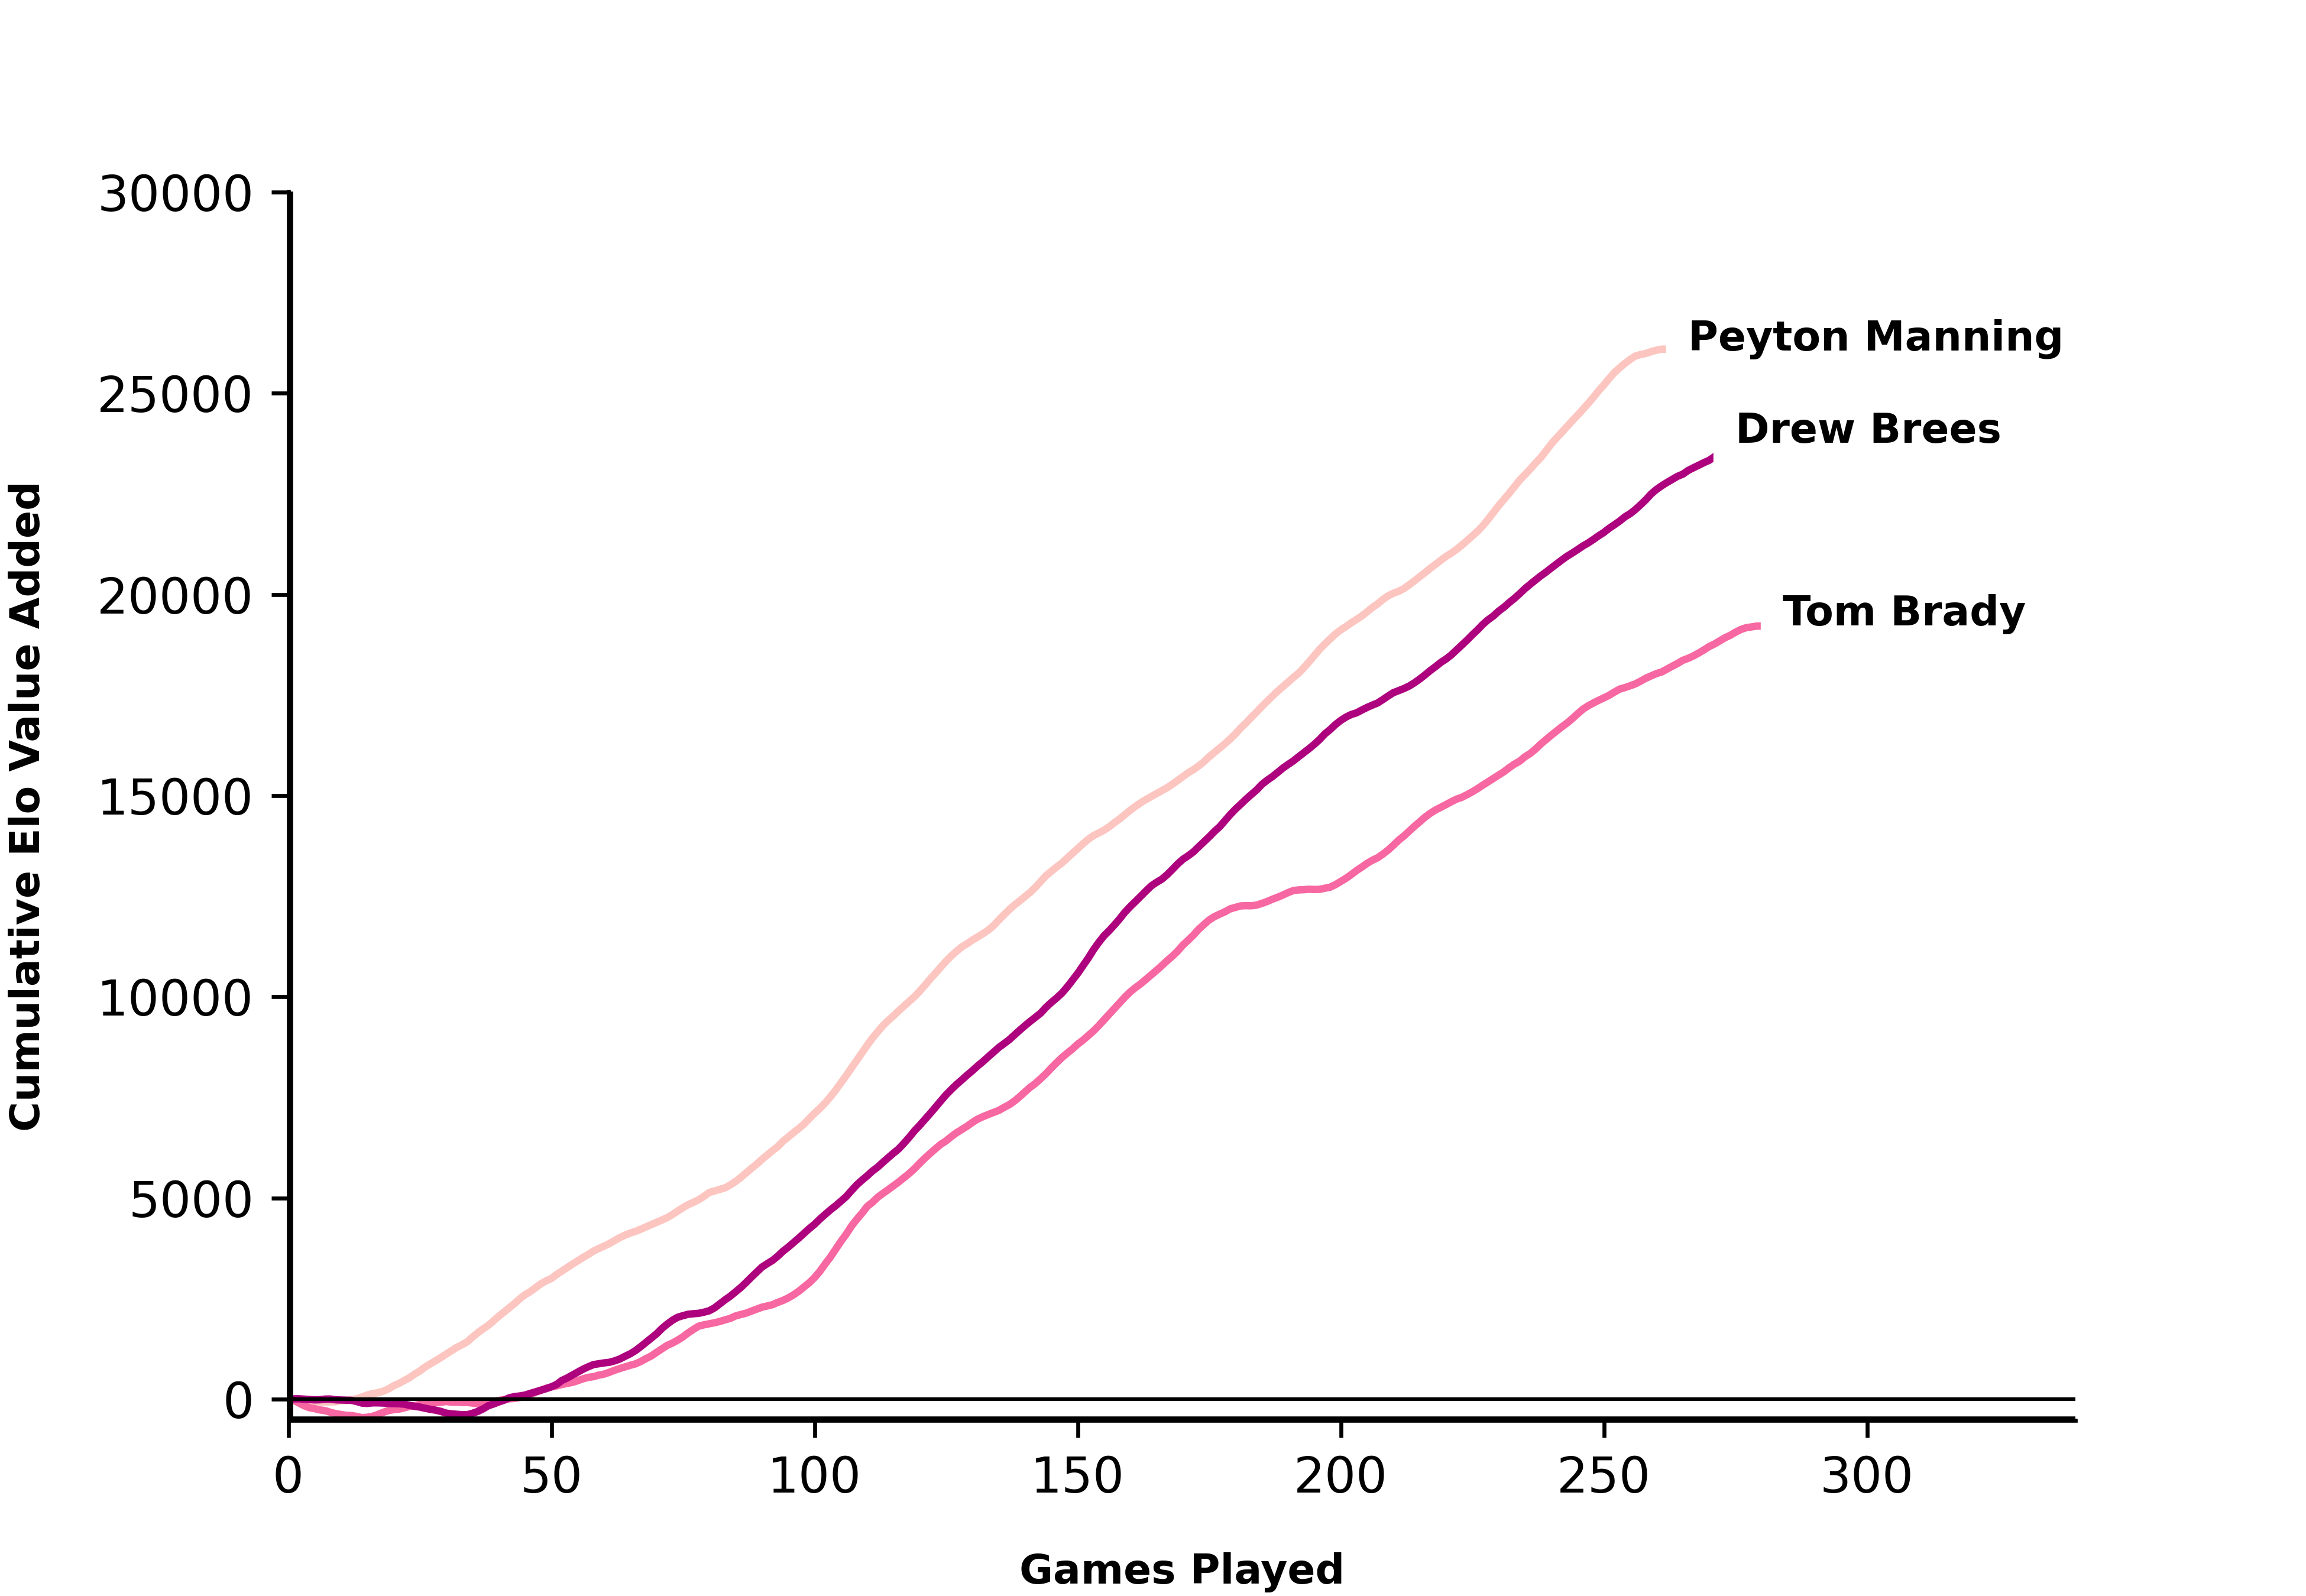 30000
25000
20000
15000
10000
5000
0
Cumulative Elo Value Added
Peyton Manning
Drew Brees
Tom Brady
0 50 100 150 200 250 300
Games Played